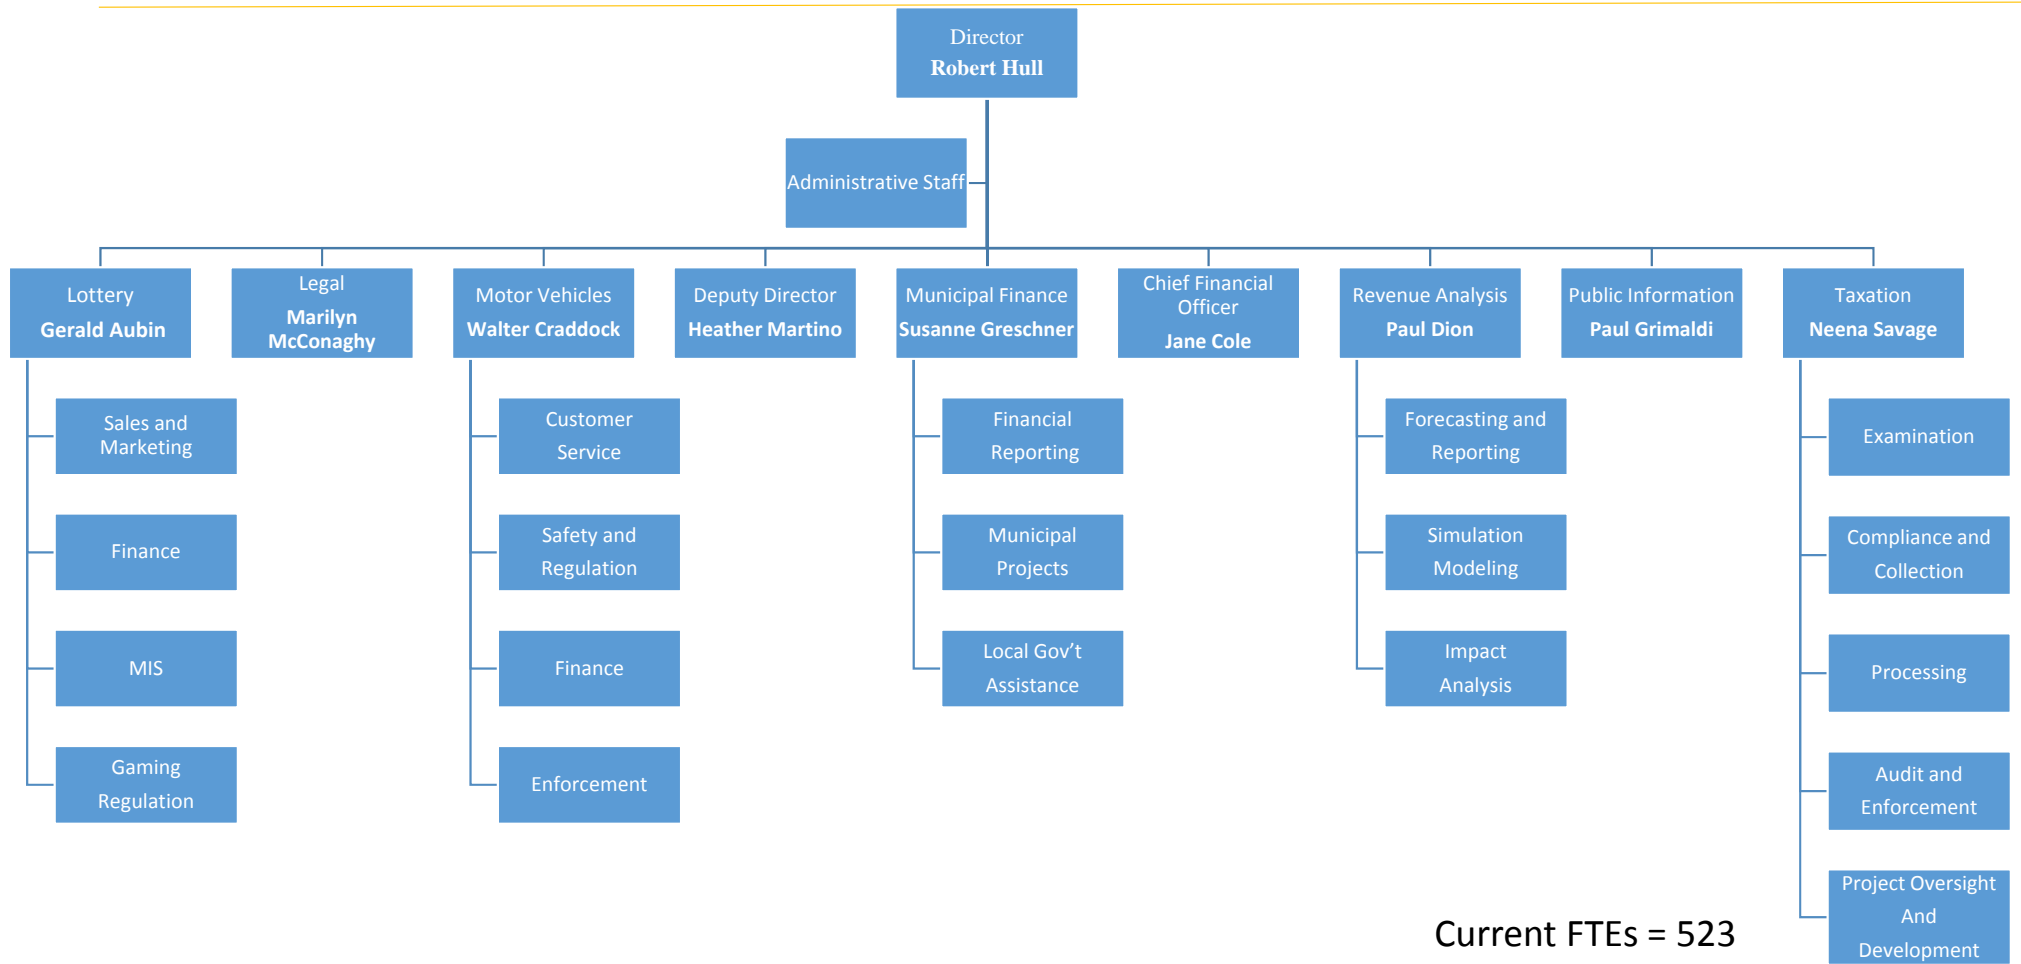 Director
Robert Hull
Administrative Staff
Lottery
Gerald Aubin
Legal
Marilyn
McConaghy
Motor Vehicles
Walter Craddock
Deputy Director
Heather Martino
Municipal Finance
Susanne Greschner
Chief Financial
Officer
Jane Cole
Revenue Analysis
Paul Dion
Public Information
Paul Grimaldi
Taxation
Neena Savage
Sales and
Marketing
Finance
MIS
Gaming
Regulation
Customer
Service
Safety and
Regulation
Finance
Enforcement
Financial
Reporting
Municipal
Projects
Local Gov’t
Assistance
Forecasting and
Reporting
Simulation
Modeling
Impact
Analysis
Examination
Compliance and
Collection
Processing
Audit and
Enforcement
Project Oversight
And
Development
Current FTEs = 523